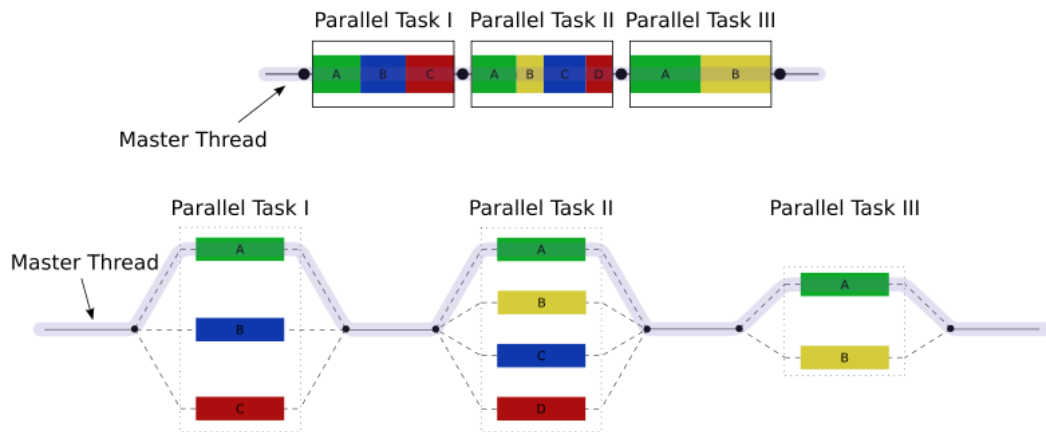 Parallel Task I Parallel Task II Parallel Task III
A B C A B C D A B
Master Thread
Parallel Task I Parallel Task II Parallel Task III
A A
Master Thread
A
B
B
C
B
C D